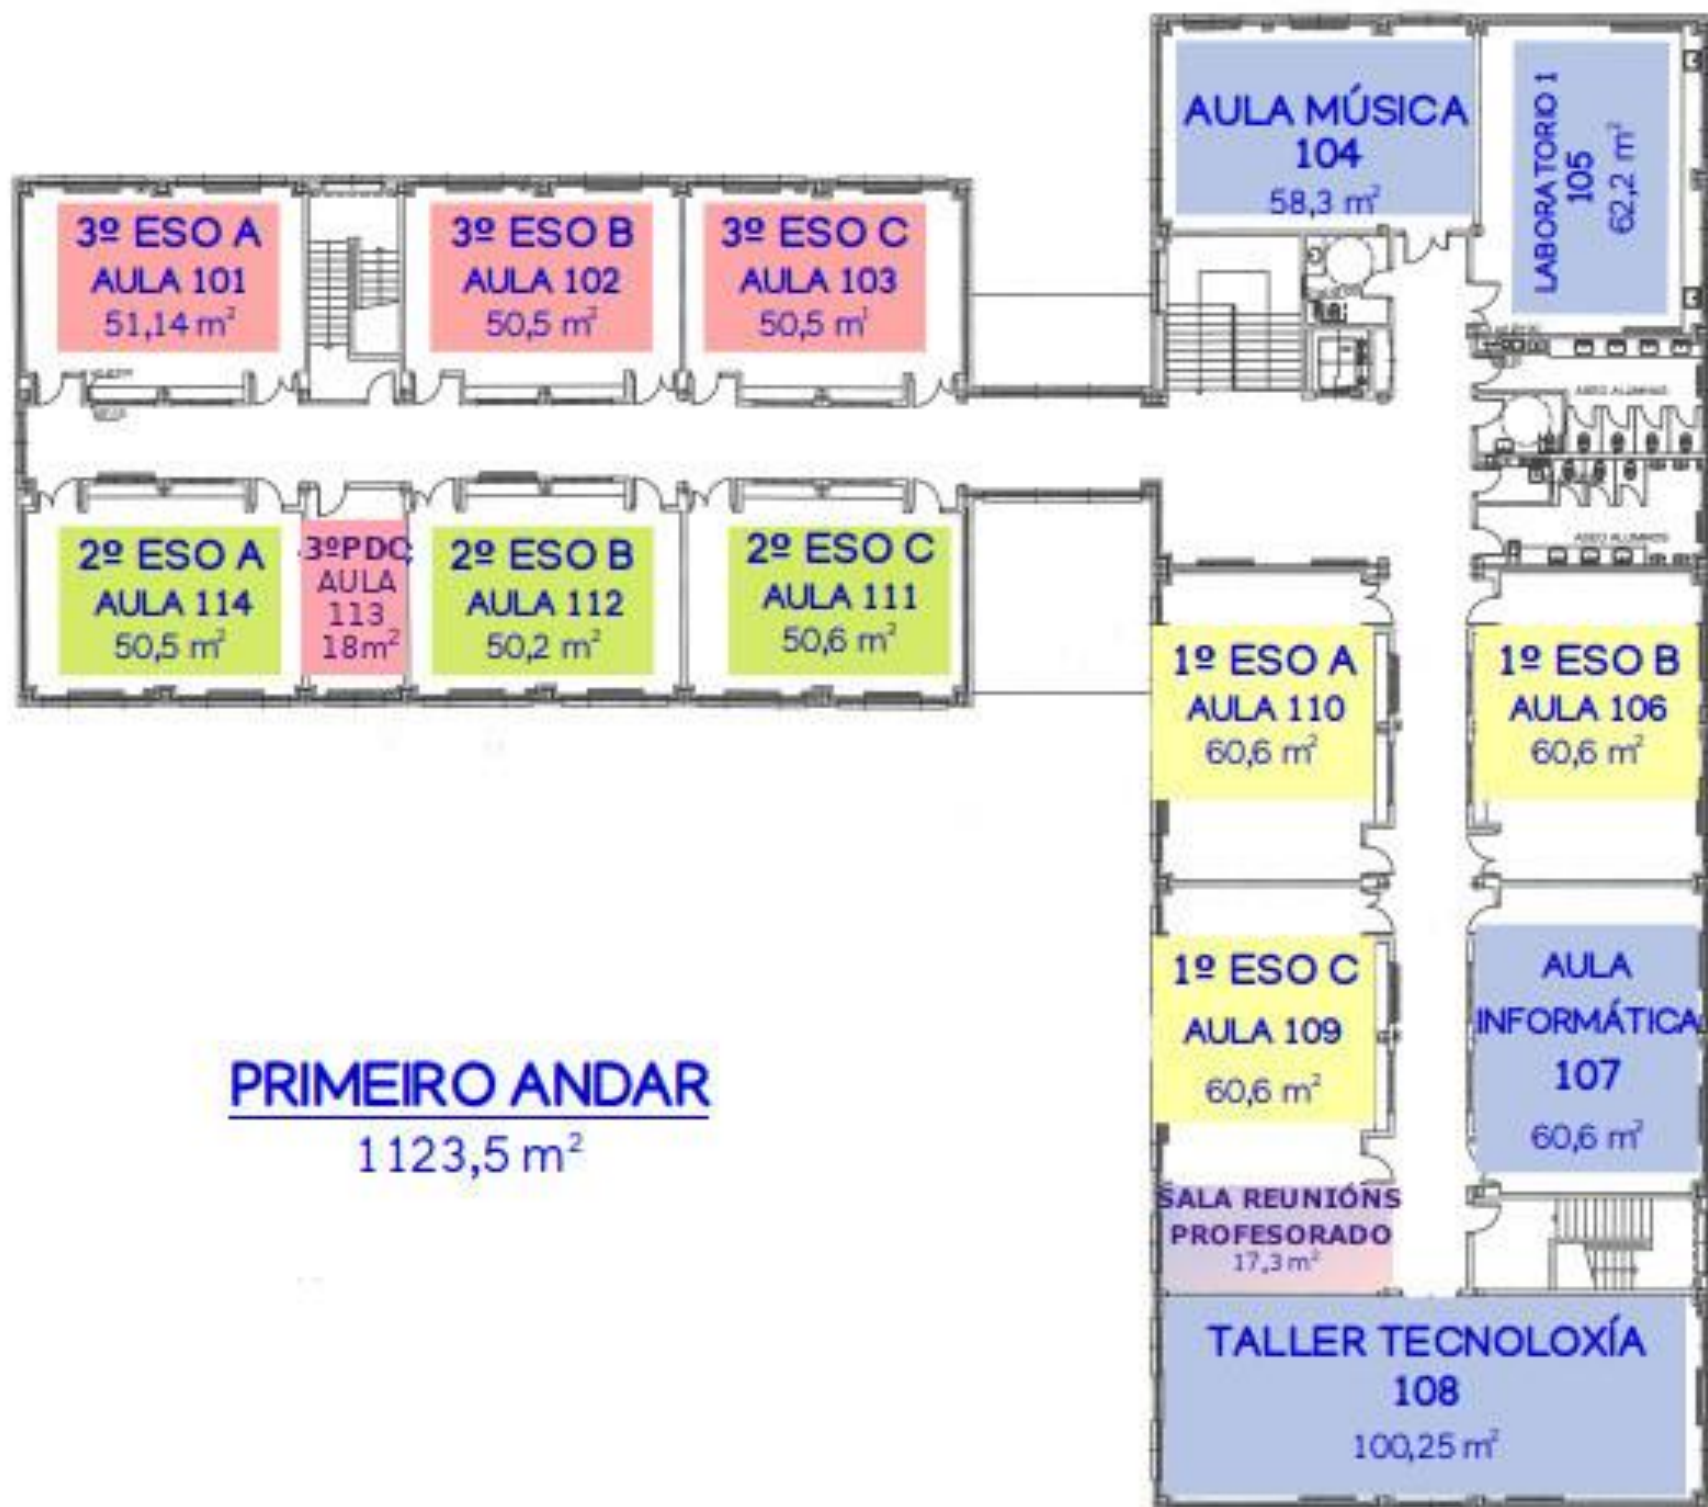 AULA MÚSICA
104
58,3 m²
LABORATORIO 1
105
62,2 m²
3º ESO A
AULA 101
51,14 m²
3º ESO B
AULA 102
50,5 m²
3º ESO C
AULA 103
50,5 m²
ASEO ALUMNAS
2º ESO A
AULA 114
50,5 m²
3ºPDC
AULA
113
18m²
2º ESO B
AULA 112
50,2 m²
2º ESO C
AULA 111
50,6 m²
ASEO ALUMNOS
1º ESO A
AULA 110
60,6 m²
1º ESO B
AULA 106
60,6 m²
1º ESO C
AULA 109
60,6 m²
AULA
INFORMÁTICA
107
60,6 m²
PRIMEIRO ANDAR
1123,5 m²
SALA REUNIÓNS
PROFESORADO
17,3 m²
TALLER TECNOLOXÍA
108
100,25 m²